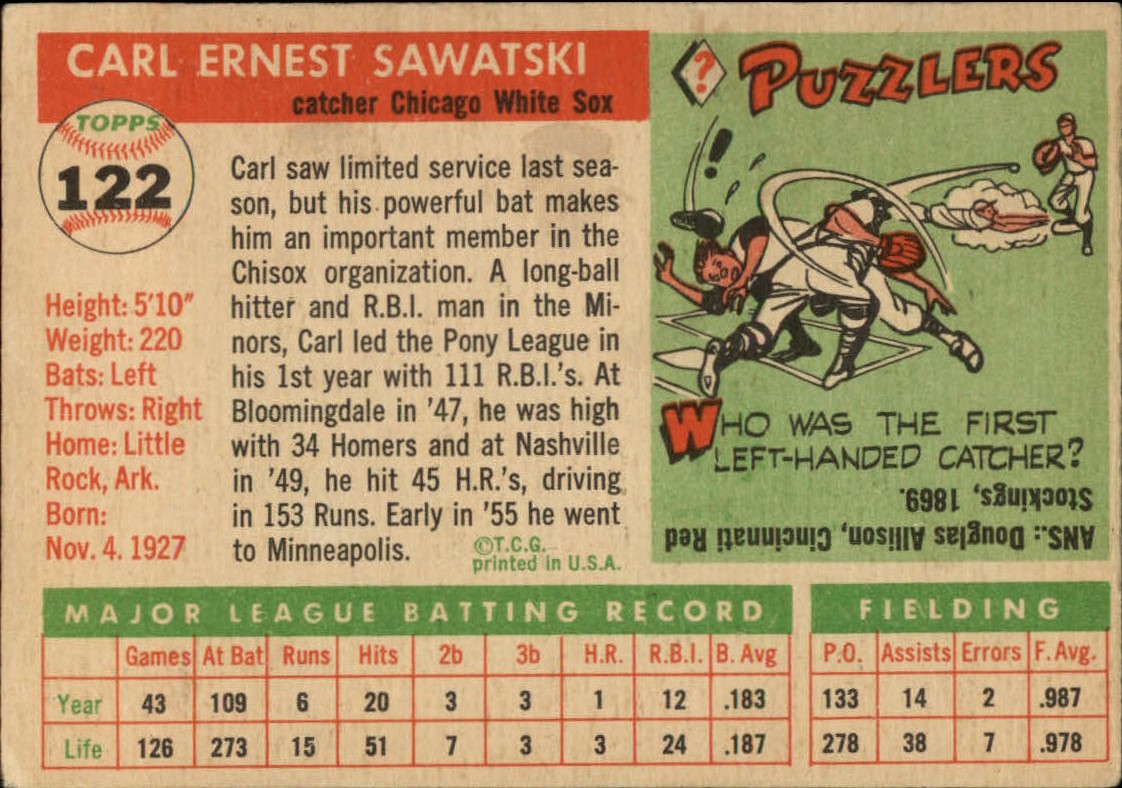 CARL ERNEST SAWATSKI
catcher Chicago White Sox
TOPPS
122
Height: 5'10"
Weight: 220
Bats: Left
Throws: Right
Home: Little
Rock, Ark.
Born:
Nov. 4. 1927
Carl saw limited service last sea-
son, but his powerful bat makes
him an important member in the
Chisox organization. A long-ball
hitter and R.B.I. man in the Mi-
nors, Carl led the Pony League in
his 1st year with 111 R.B.I.'s. At
Bloomingdale in '47, he was high
with 34 Homers and at Nashville
in '49, he hit 45 H.R.'s, driving
in 153 Runs. Early in '55 he went
to Minneapolis.
©T.C.G.
printed in U.S.A.
? PUZZLERS
!
WHO WAS THE FIRST
LEFT-HANDED CATCHER?
ANS.: Douglas Allison, Cincinnati Red
Stockings, 1869.
MAJOR LEAGUE BATTING RECORD
Games At Bat Runs Hits 2b 3b H.R. R.B.I. B. Avg
Year 43 109 6 20 3 3 1 12 .183
Life 126 273 15 51 7 3 3 24 .187
FIELDING
P.O. Assists Errors F. Avg.
133 14 2 .987
278 38 7 .978